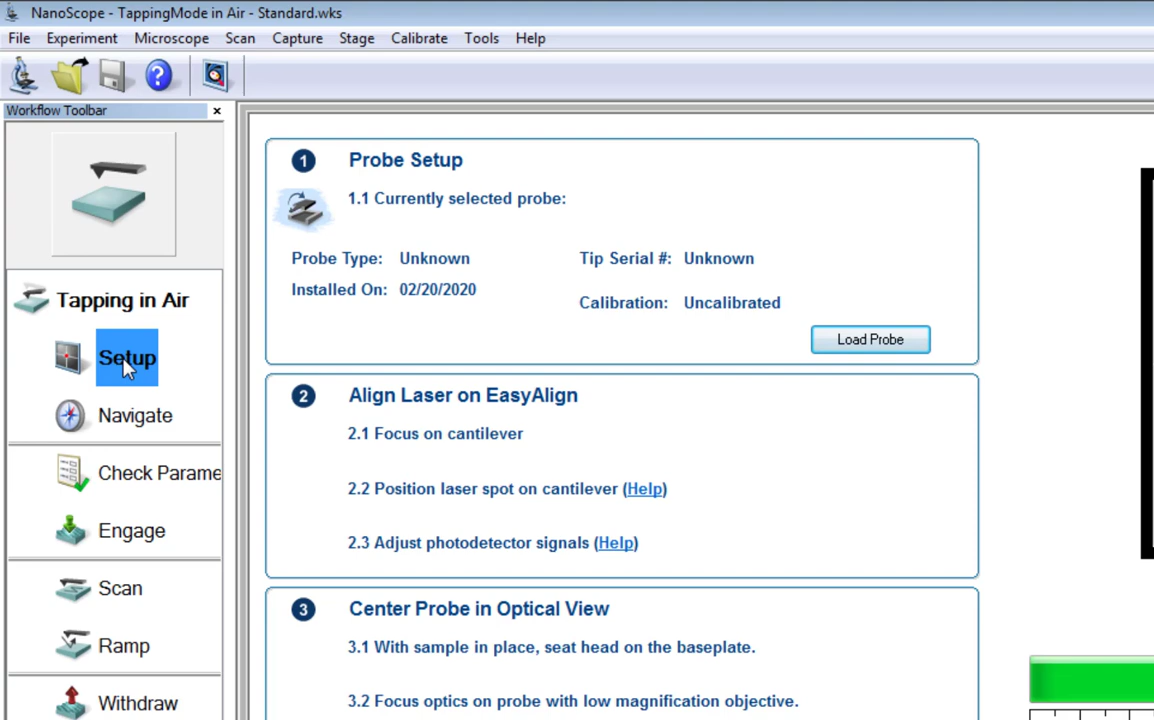 NanoScope - TappingMode in Air - Standard.wks
File Experiment Microscope Scan Capture Stage Calibrate Tools Help
Workflow Toolbar
Tapping in Air
Setup
Navigate
Check Parame
Engage
Scan
Ramp
Withdraw
1 Probe Setup
1.1 Currently selected probe:
Probe Type: Unknown Tip Serial #: Unknown
Installed On: 02/20/2020
Calibration: Uncalibrated
Load Probe
2 Align Laser on EasyAlign
2.1 Focus on cantilever
2.2 Position laser spot on cantilever (Help)
2.3 Adjust photodetector signals (Help)
3 Center Probe in Optical View
3.1 With sample in place, seat head on the baseplate.
3.2 Focus optics on probe with low magnification objective.